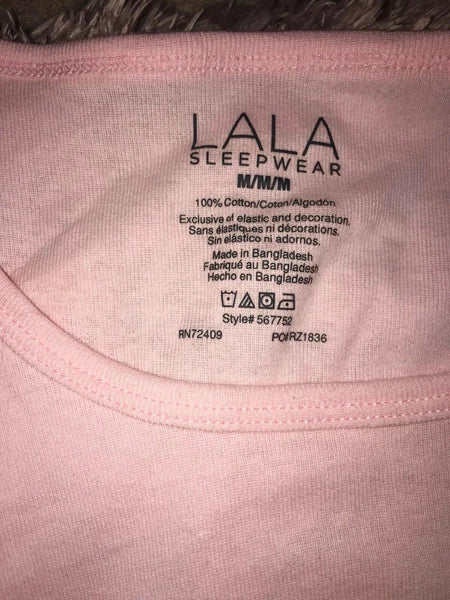 LALA
SLEEPWEAR
M/M/M
100% Cotton/Coton/Algodón
Exclusive of elastic and decoration.
Sans élastiques ni décorations.
Sin elástico ni adornos.
Made in Bangladesh
Fabriqué au Bangladesh
Hecho en Bangladesh
Style# 567752
RN72409 PO#RZ1836